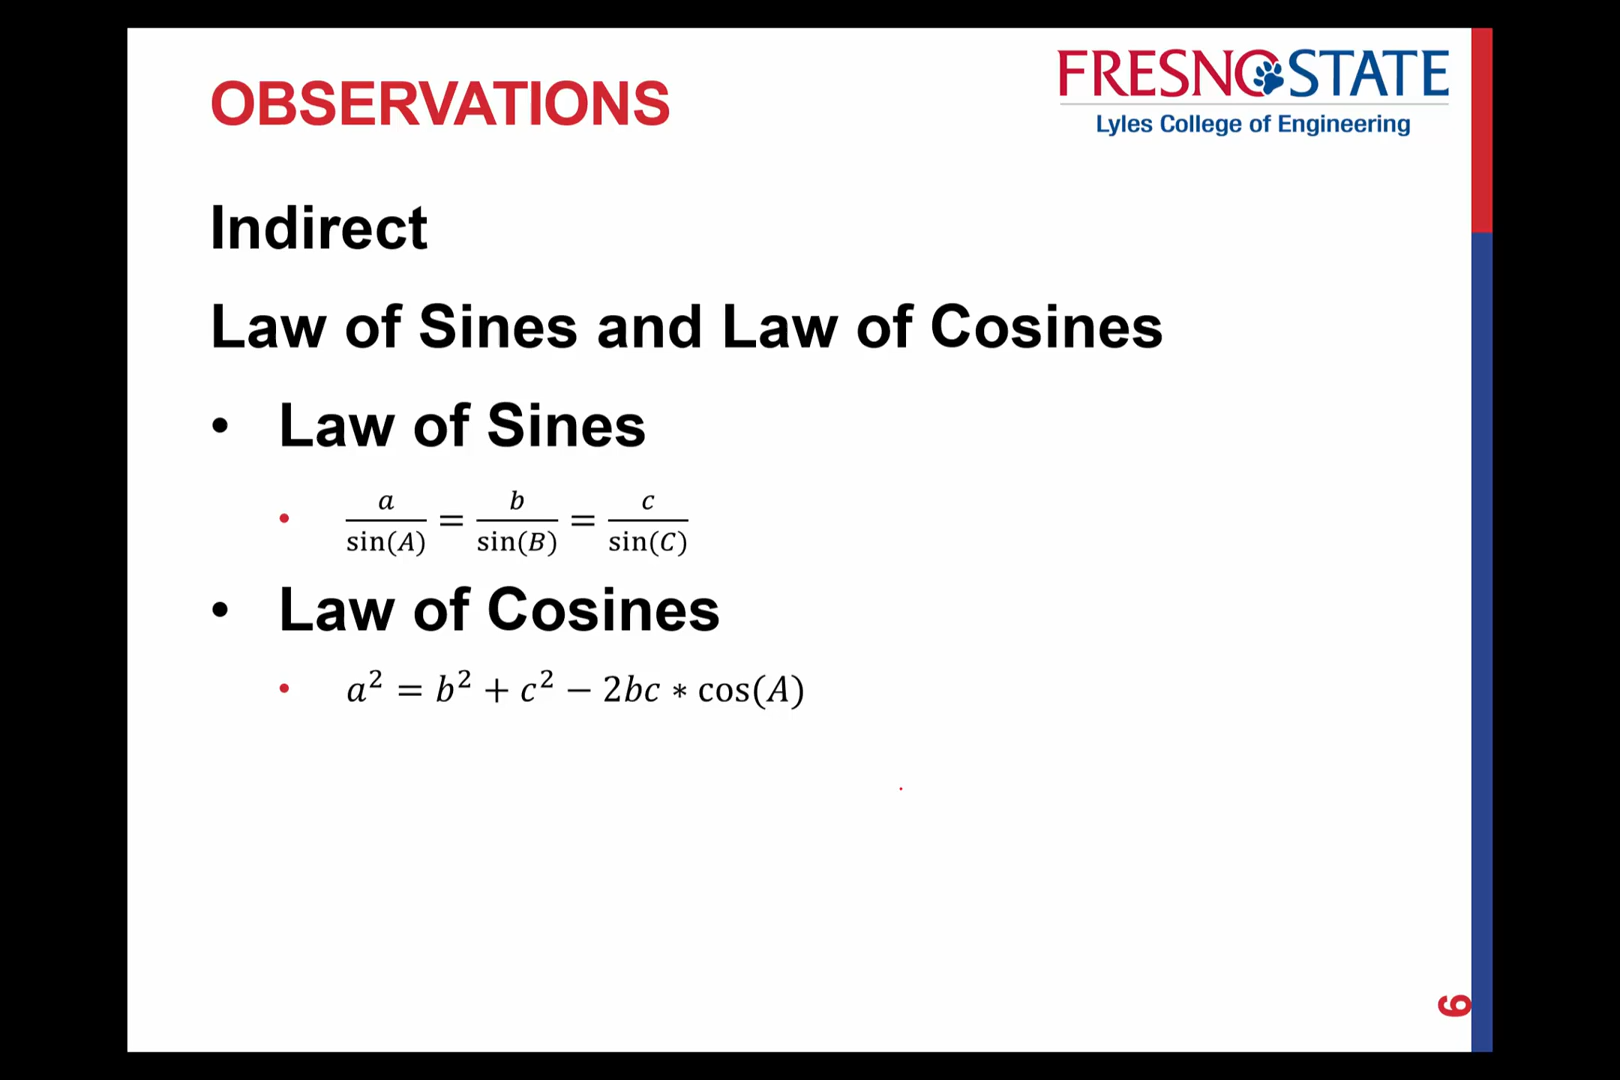 OBSERVATIONS
FRESNO STATE
Lyles College of Engineering
Indirect
Law of Sines and Law of Cosines
• Law of Sines
• a/sin(A) = b/sin(B) = c/sin(C)
• Law of Cosines
• a² = b² + c² − 2bc ∗ cos(A)
6